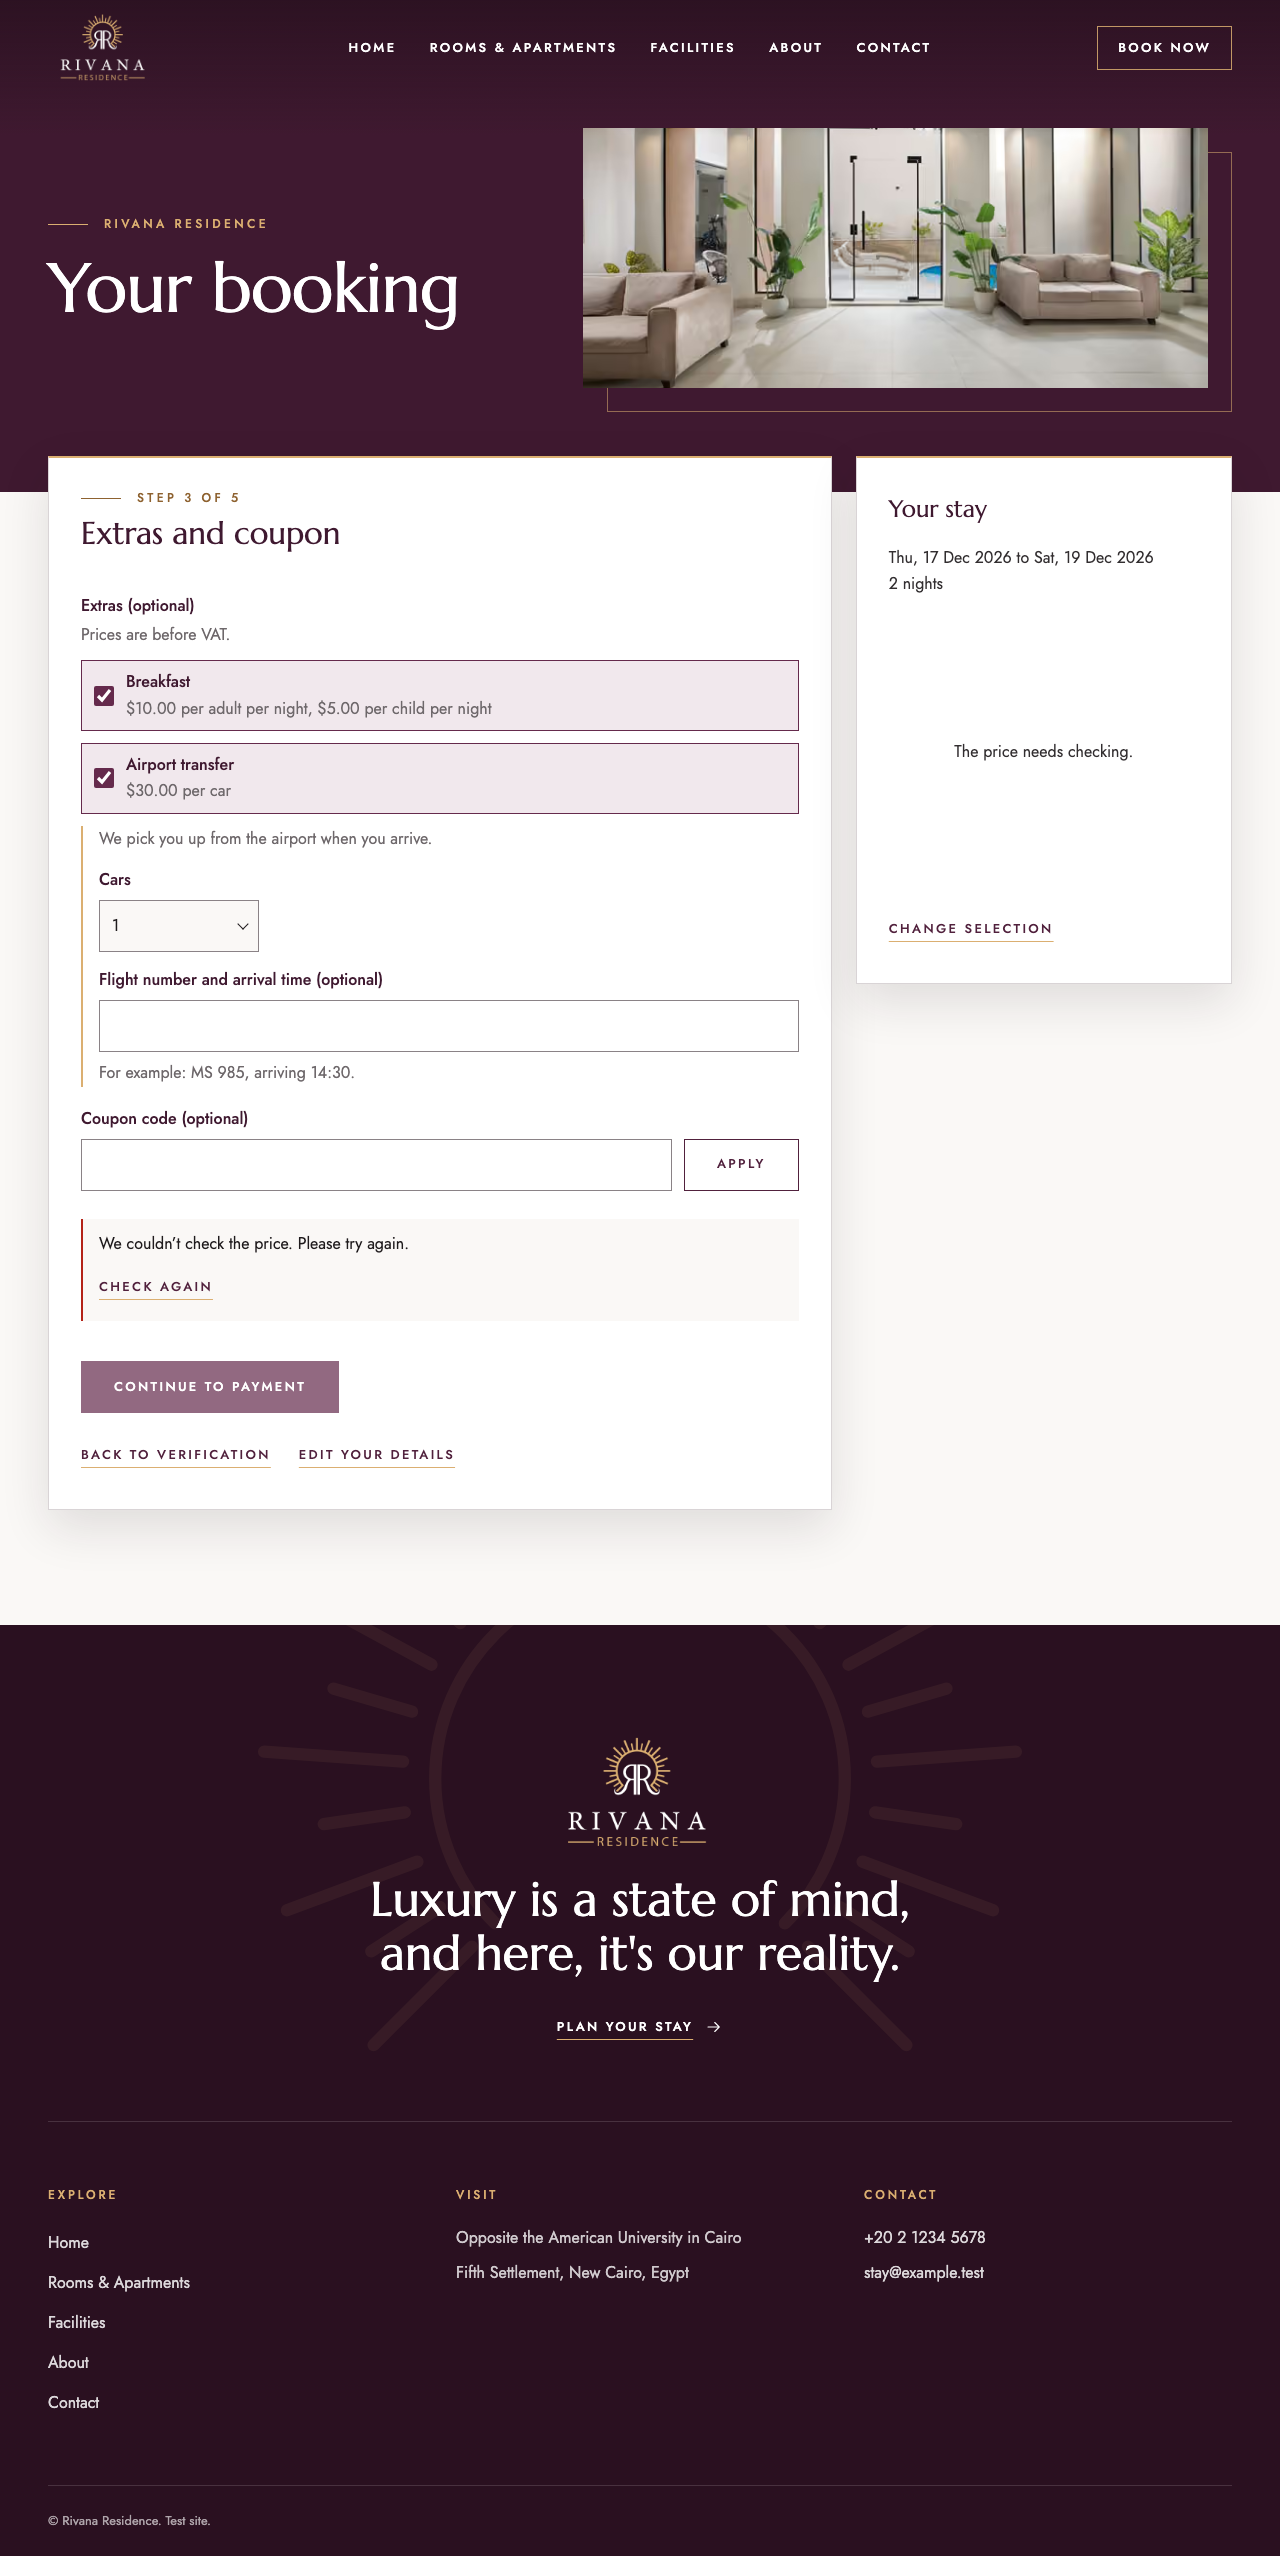 RIVANA
RESIDENCE
HOME
ROOMS & APARTMENTS
FACILITIES
ABOUT
CONTACT
BOOK NOW
RIVANA RESIDENCE
Your booking
STEP 3 OF 5
Extras and coupon
Extras (optional)
Prices are before VAT.
Breakfast
$10.00 per adult per night, $5.00 per child per night
Airport transfer
$30.00 per car
We pick you up from the airport when you arrive.
Cars
1
Flight number and arrival time (optional)
For example: MS 985, arriving 14:30.
Coupon code (optional)
APPLY
We couldn’t check the price. Please try again.
CHECK AGAIN
CONTINUE TO PAYMENT
BACK TO VERIFICATION
EDIT YOUR DETAILS
Your stay
Thu, 17 Dec 2026 to Sat, 19 Dec 2026
2 nights
The price needs checking.
CHANGE SELECTION
RIVANA
RESIDENCE
Luxury is a state of mind,
and here, it's our reality.
PLAN YOUR STAY
EXPLORE
Home
Rooms & Apartments
Facilities
About
Contact
VISIT
Opposite the American University in Cairo
Fifth Settlement, New Cairo, Egypt
CONTACT
+20 2 1234 5678
stay@example.test
© Rivana Residence. Test site.